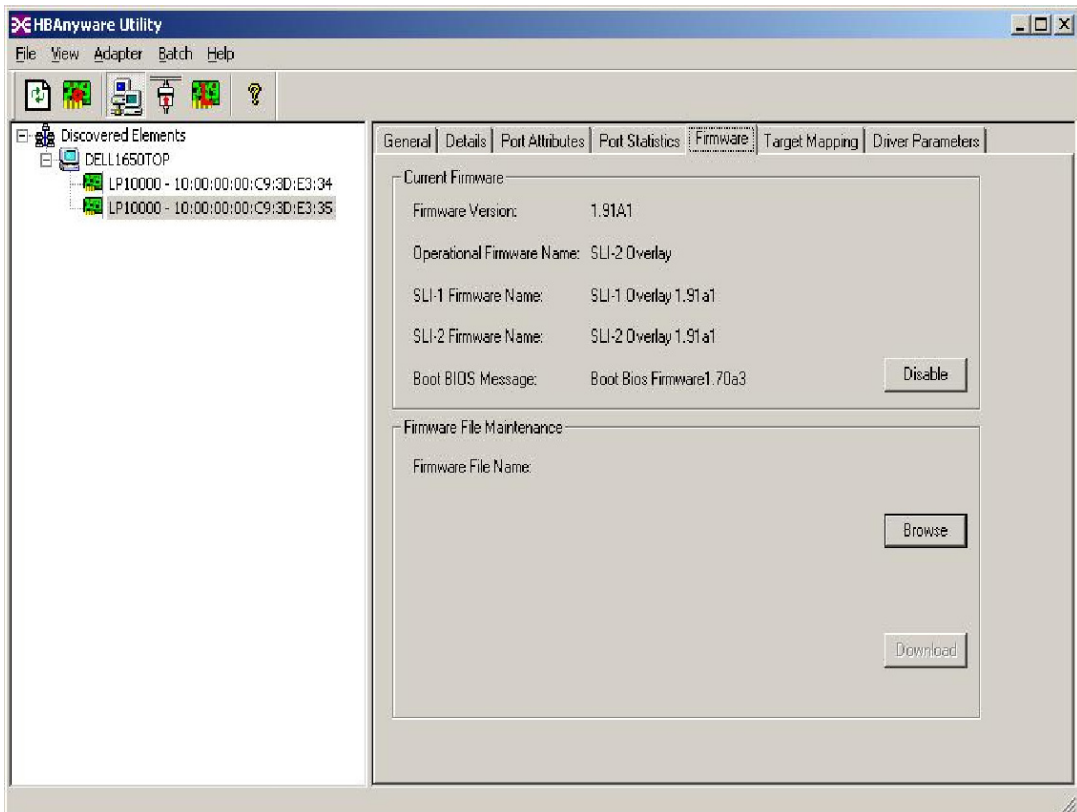 HBAnyware Utility
File View Adapter Batch Help
Discovered Elements
DELL1650TOP
LP10000 - 10:00:00:00:C9:3D:E3:34
LP10000 - 10:00:00:00:C9:3D:E3:35
General Details Port Attributes Port Statistics Firmware Target Mapping Driver Parameters
Current Firmware
Firmware Version: 1.91A1
Operational Firmware Name: SLI-2 Overlay
SLI-1 Firmware Name: SLI-1 Overlay 1.91a1
SLI-2 Firmware Name: SLI-2 Overlay 1.91a1
Boot BIOS Message: Boot Bios Firmware1.70a3
Disable
Firmware File Maintenance
Firmware File Name:
Browse
Download